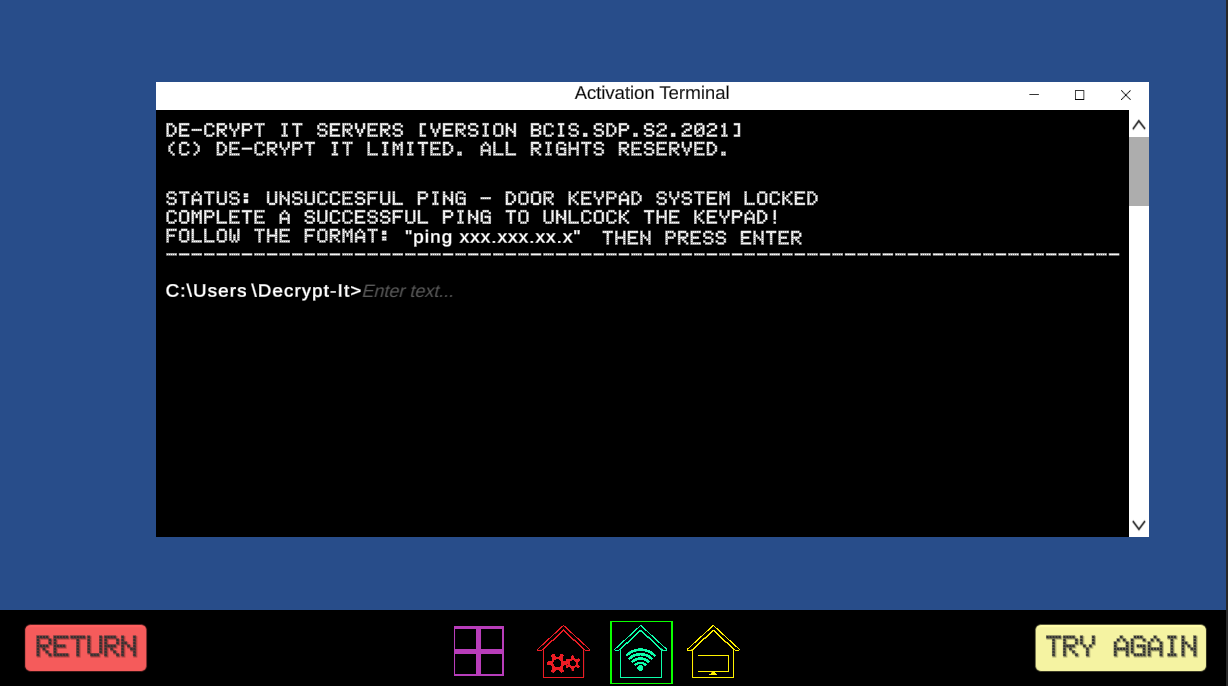 Activation Terminal
DE-CRYPT IT SERVERS [VERSION BCIS.SDP.S2.2021]
(C) DE-CRYPT IT LIMITED. ALL RIGHTS RESERVED.
STATUS: UNSUCCESFUL PING - DOOR KEYPAD SYSTEM LOCKED
COMPLETE A SUCCESSFUL PING TO UNLCOCK THE KEYPAD!
FOLLOW THE FORMAT: "ping xxx.xxx.xx.x" THEN PRESS ENTER
C:\Users \Decrypt-It>Enter text...
RETURN
TRY AGAIN